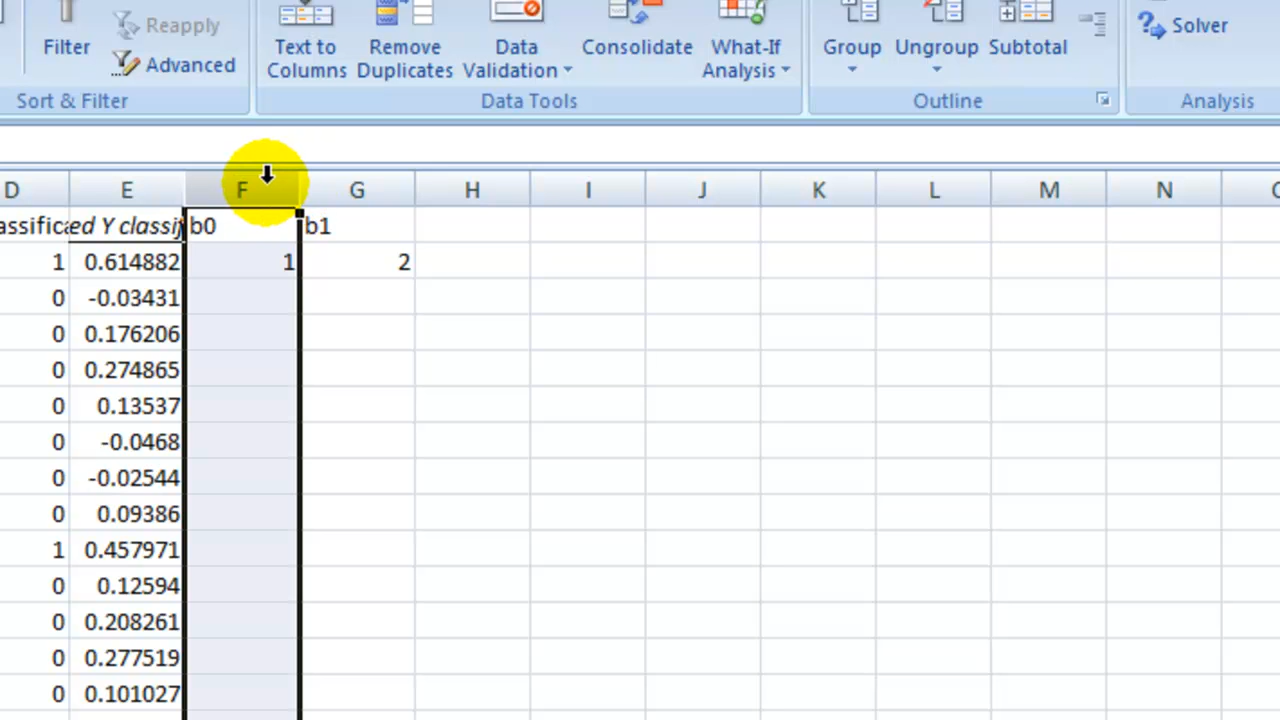 Reapply
Solver
Filter
Text to
Columns
Remove
Duplicates
Data
Validation
Consolidate
What-If
Analysis
Group
Ungroup
Subtotal
Advanced
Sort & Filter
Data Tools
Outline
Analysis
D E F G H I J K L M N
assifica ed Y classif b0 b1
1 0.614882 1 2
0 -0.03431
0 0.176206
0 0.274865
0 0.13537
0 -0.0468
0 -0.02544
0 0.09386
1 0.457971
0 0.12594
0 0.208261
0 0.277519
0 0.101027